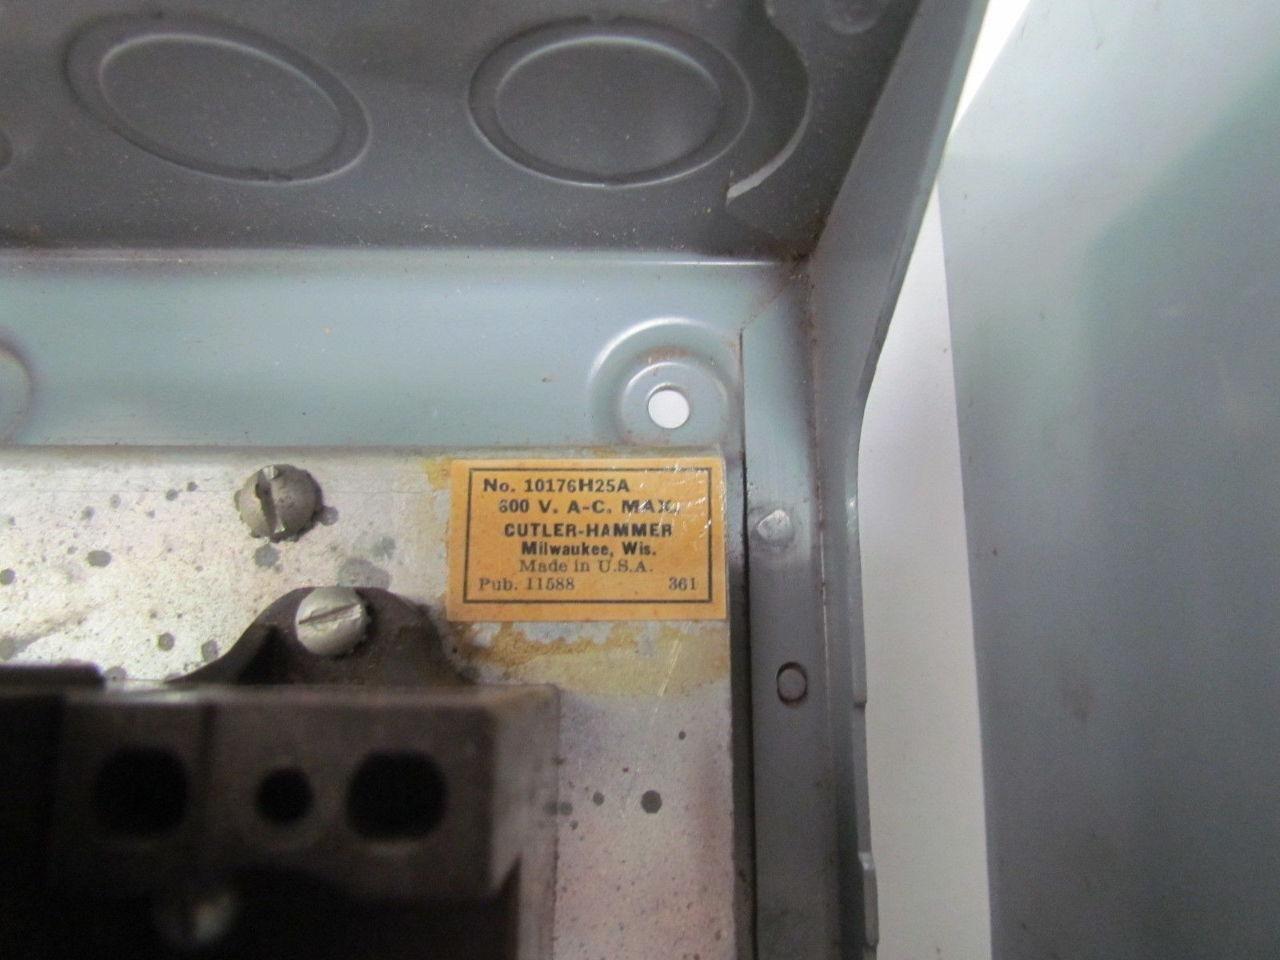 No. 10176H25A
600 V. A-C. MAX.
CUTLER-HAMMER
Milwaukee, Wis.
Made in U.S.A.
Pub. 11588 361